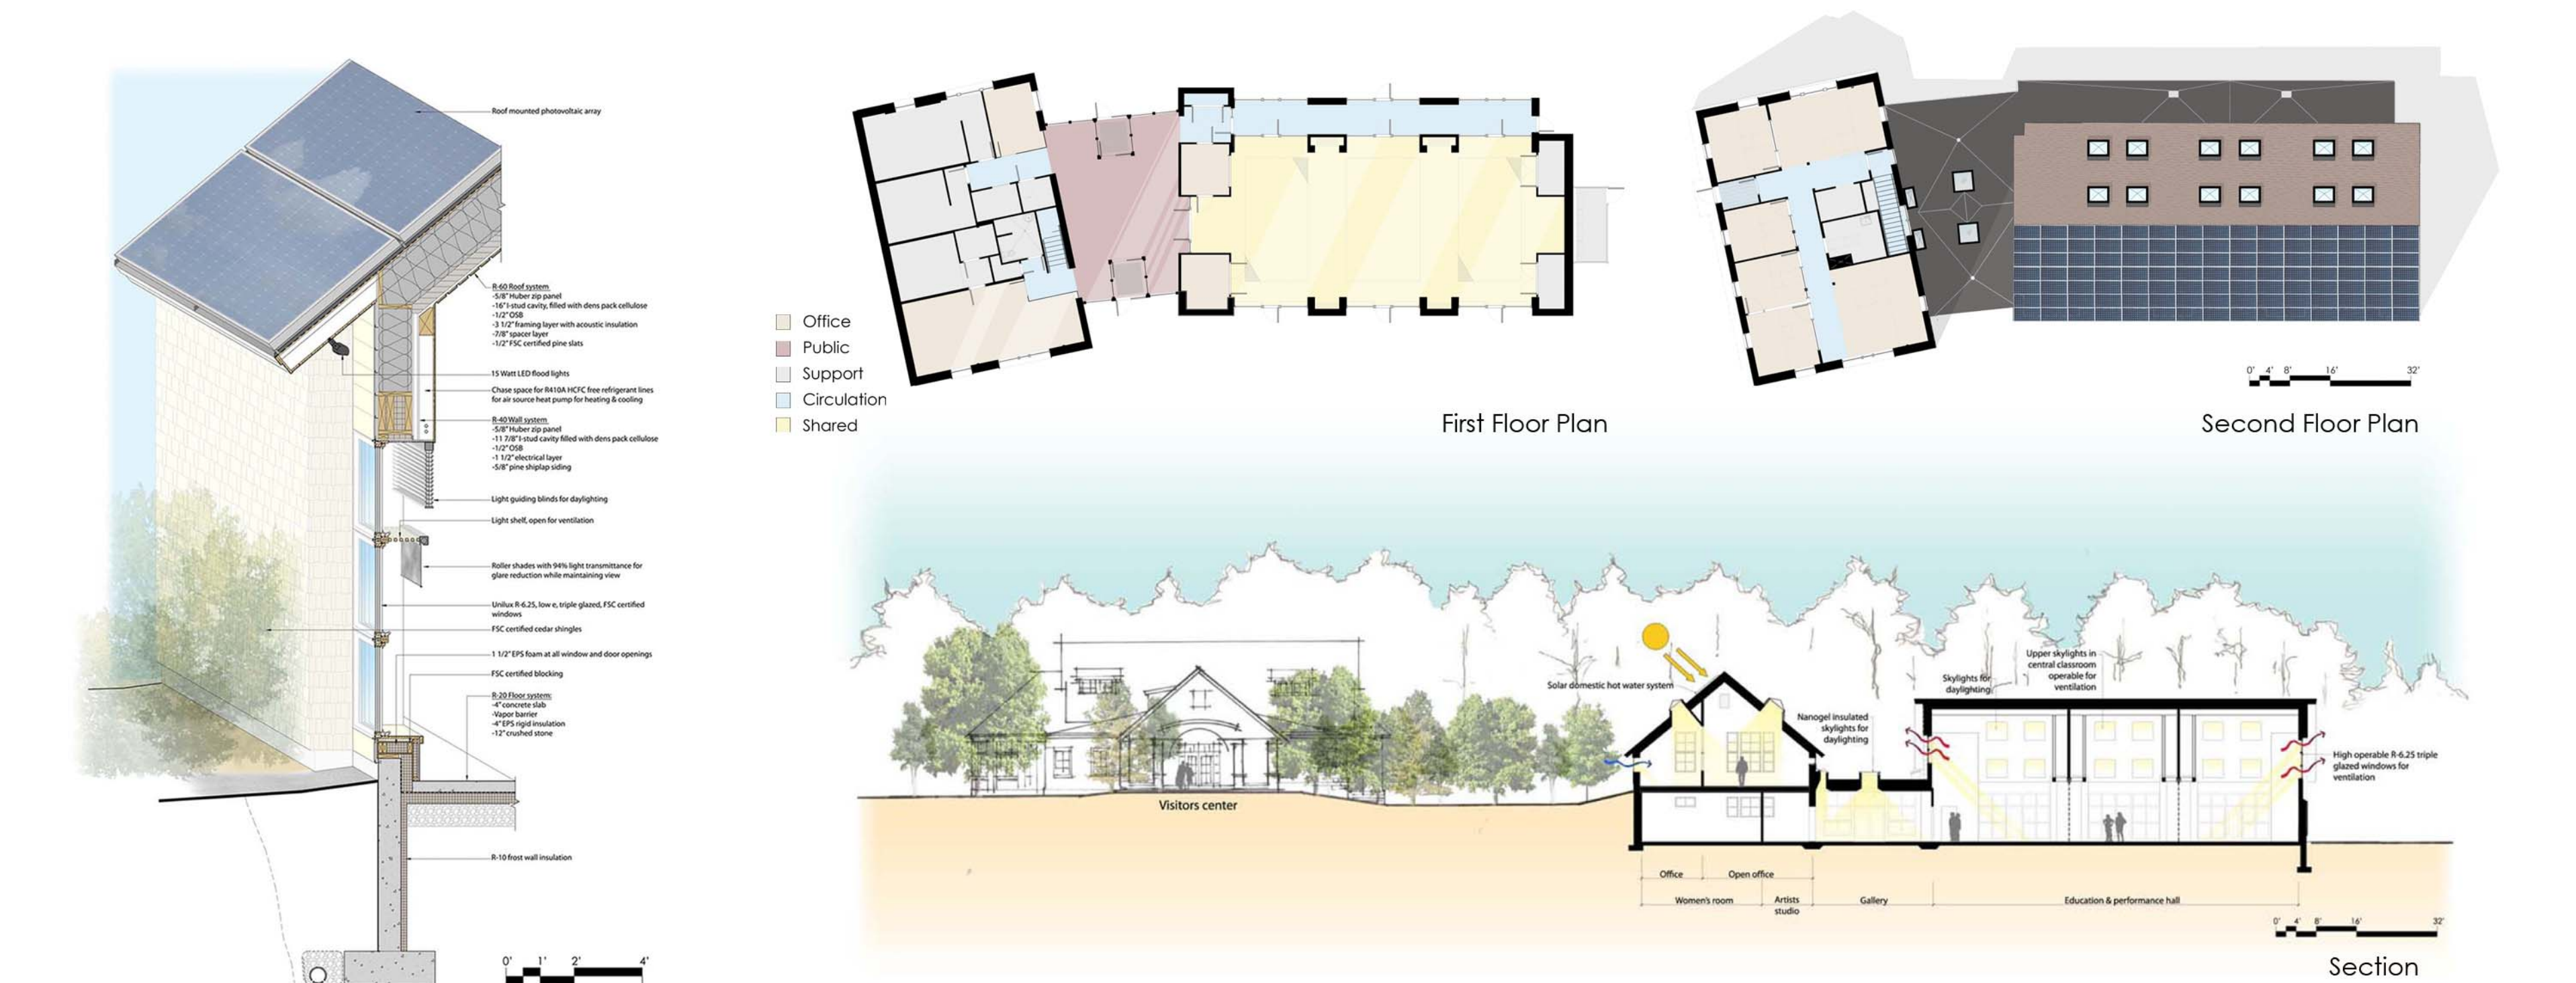 Roof mounted photovoltaic array
R-60 Roof system
-5/8" Huber zip panel
-16" I-stud cavity, filled with dens pack cellulose
-1/2" OSB
-3 1/2" framing layer with acoustic insulation
-7/8" spacer layer
-1/2" FSC certified pine slats
15 Watt LED flood lights
Chase space for R410A HCFC free refrigerant lines
for air source heat pump for heating & cooling
R-40 Wall system
-5/8" Huber zip panel
-11 7/8" I-stud cavity filled with dens pack cellulose
-1/2" OSB
-1 1/2" electrical layer
-5/8" pine shiplap siding
Light guiding blinds for daylighting
Light shelf, open for ventilation
Roller shades with 94% light transmittance for
glare reduction while maintaining view
Unilux R-6.25, low e, triple glazed, FSC certified
windows
FSC certified cedar shingles
1 1/2" EPS foam at all window and door openings
FSC certified blocking
R-20 Floor system:
-4" concrete slab
-Vapor barrier
-4" EPS rigid insulation
-12" crushed stone
R-10 frost wall insulation
0' 1' 2' 4'
Office
Public
Support
Circulation
Shared
First Floor Plan
0' 4' 8' 16' 32'
Second Floor Plan
Visitors center
Solar domestic hot water system
Nanogel insulated
skylights for
daylighting
Skylights for
daylighting
Upper skylights in
central classroom
operable for
ventilation
High operable R-6.25 triple
glazed windows for
ventilation
Office
Open office
Women's room
Artists
studio
Gallery
Education & performance hall
0' 4' 8' 16' 32'
Section